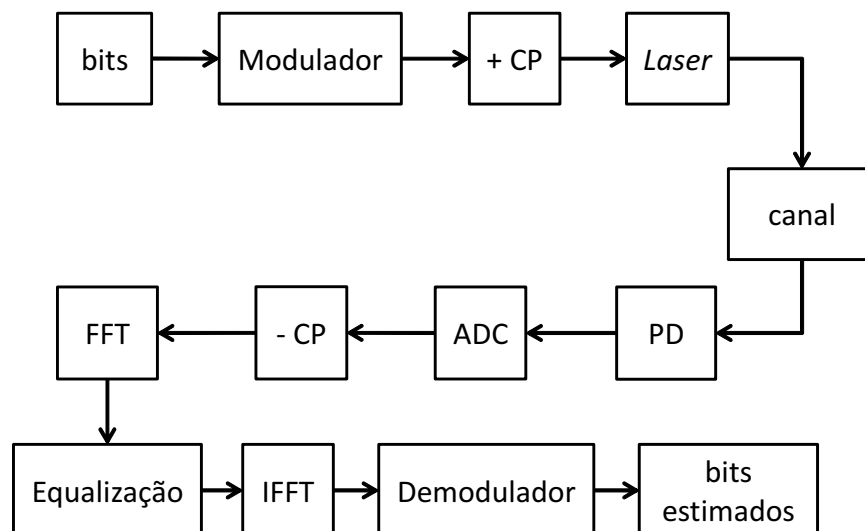 bits
Modulador
+ CP
Laser
canal
PD
ADC
- CP
FFT
Equalização
IFFT
Demodulador
bits
estimados